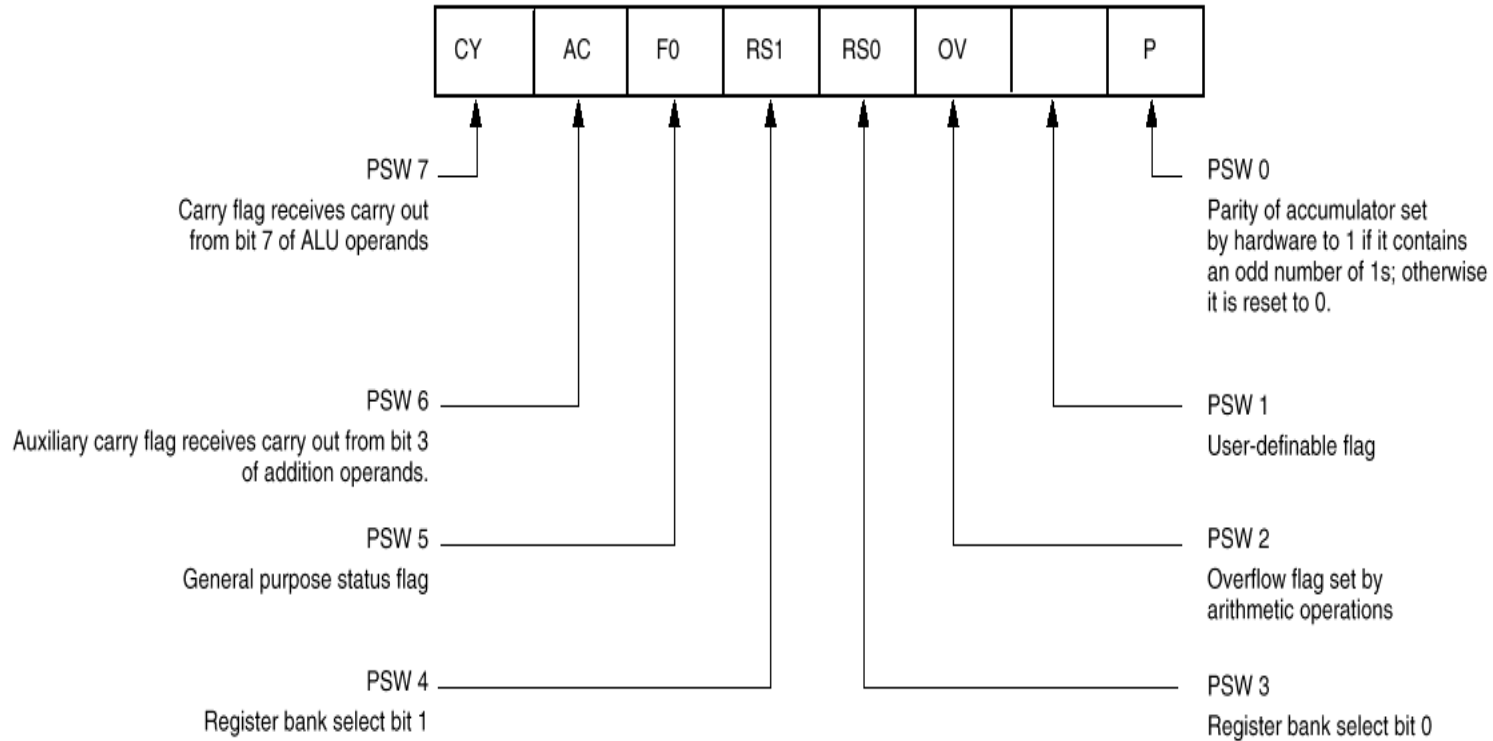 CY AC F0 RS1 RS0 OV P
PSW 7
Carry flag receives carry out
from bit 7 of ALU operands
PSW 6
Auxiliary carry flag receives carry out from bit 3
of addition operands.
PSW 5
General purpose status flag
PSW 4
Register bank select bit 1
PSW 0
Parity of accumulator set
by hardware to 1 if it contains
an odd number of 1s; otherwise
it is reset to 0.
PSW 1
User-definable flag
PSW 2
Overflow flag set by
arithmetic operations
PSW 3
Register bank select bit 0